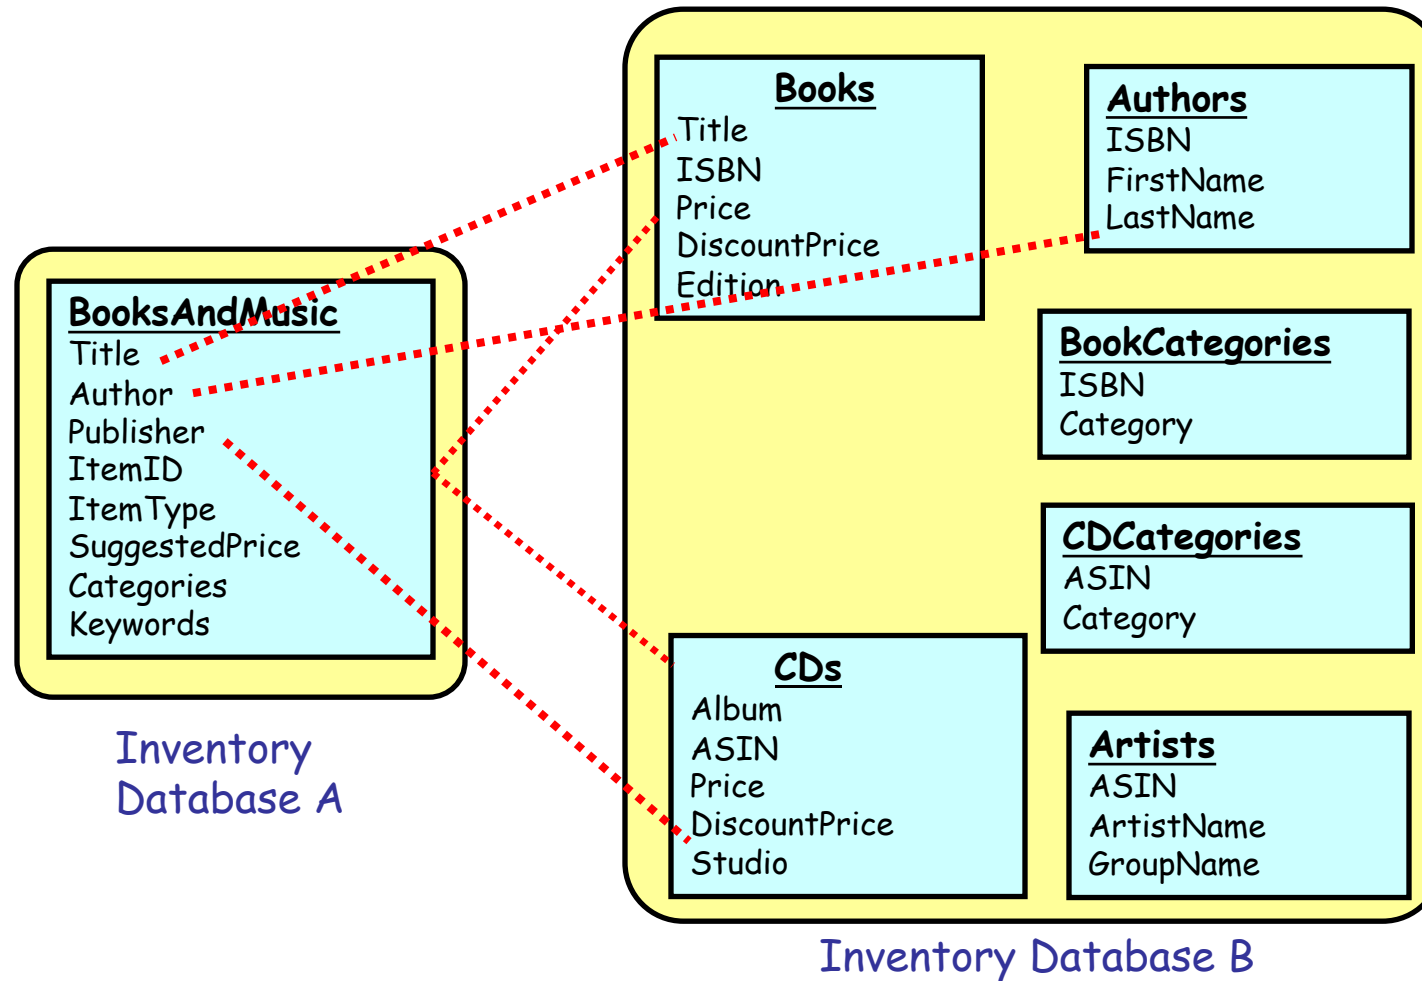 BooksAndMusic
Title
Author
Publisher
ItemID
ItemType
SuggestedPrice
Categories
Keywords
Inventory
Database A
Books
Title
ISBN
Price
DiscountPrice
Edition
Authors
ISBN
FirstName
LastName
BookCategories
ISBN
Category
CDCategories
ASIN
Category
CDs
Album
ASIN
Price
DiscountPrice
Studio
Artists
ASIN
ArtistName
GroupName
Inventory Database B